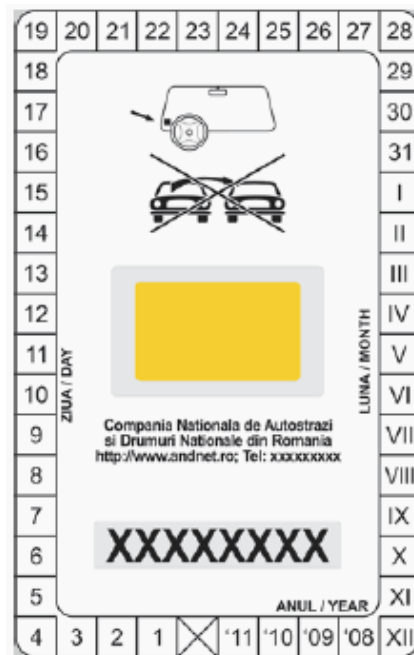 19 20 21 22 23 24 25 26 27 28
18 29
17 30
16 31
15 I
14 II
13 III
12 IV
11 V
10 VI
9 VII
8 VIII
7 IX
6 X
5 XI
4 3 2 1 '11 '10 '09 '08 XII
ZIUA / DAY
LUNA / MONTH
Compania Nationala de Autostrazi
si Drumuri Nationale din Romania
http://www.andnet.ro; Tel: xxxxxxxxx
XXXXXXXX
ANUL / YEAR